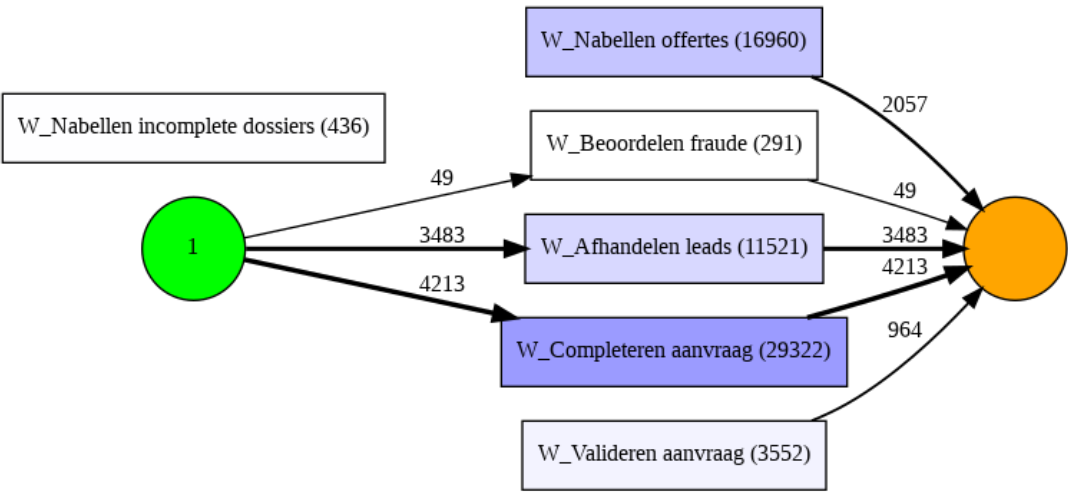 W_Nabellen offertes (16960)
2057
W_Nabellen incomplete dossiers (436)
W_Beoordelen fraude (291)
49
49
1
3483
W_Afhandelen leads (11521)
3483
4213
4213
W_Completeren aanvraag (29322)
964
W_Valideren aanvraag (3552)